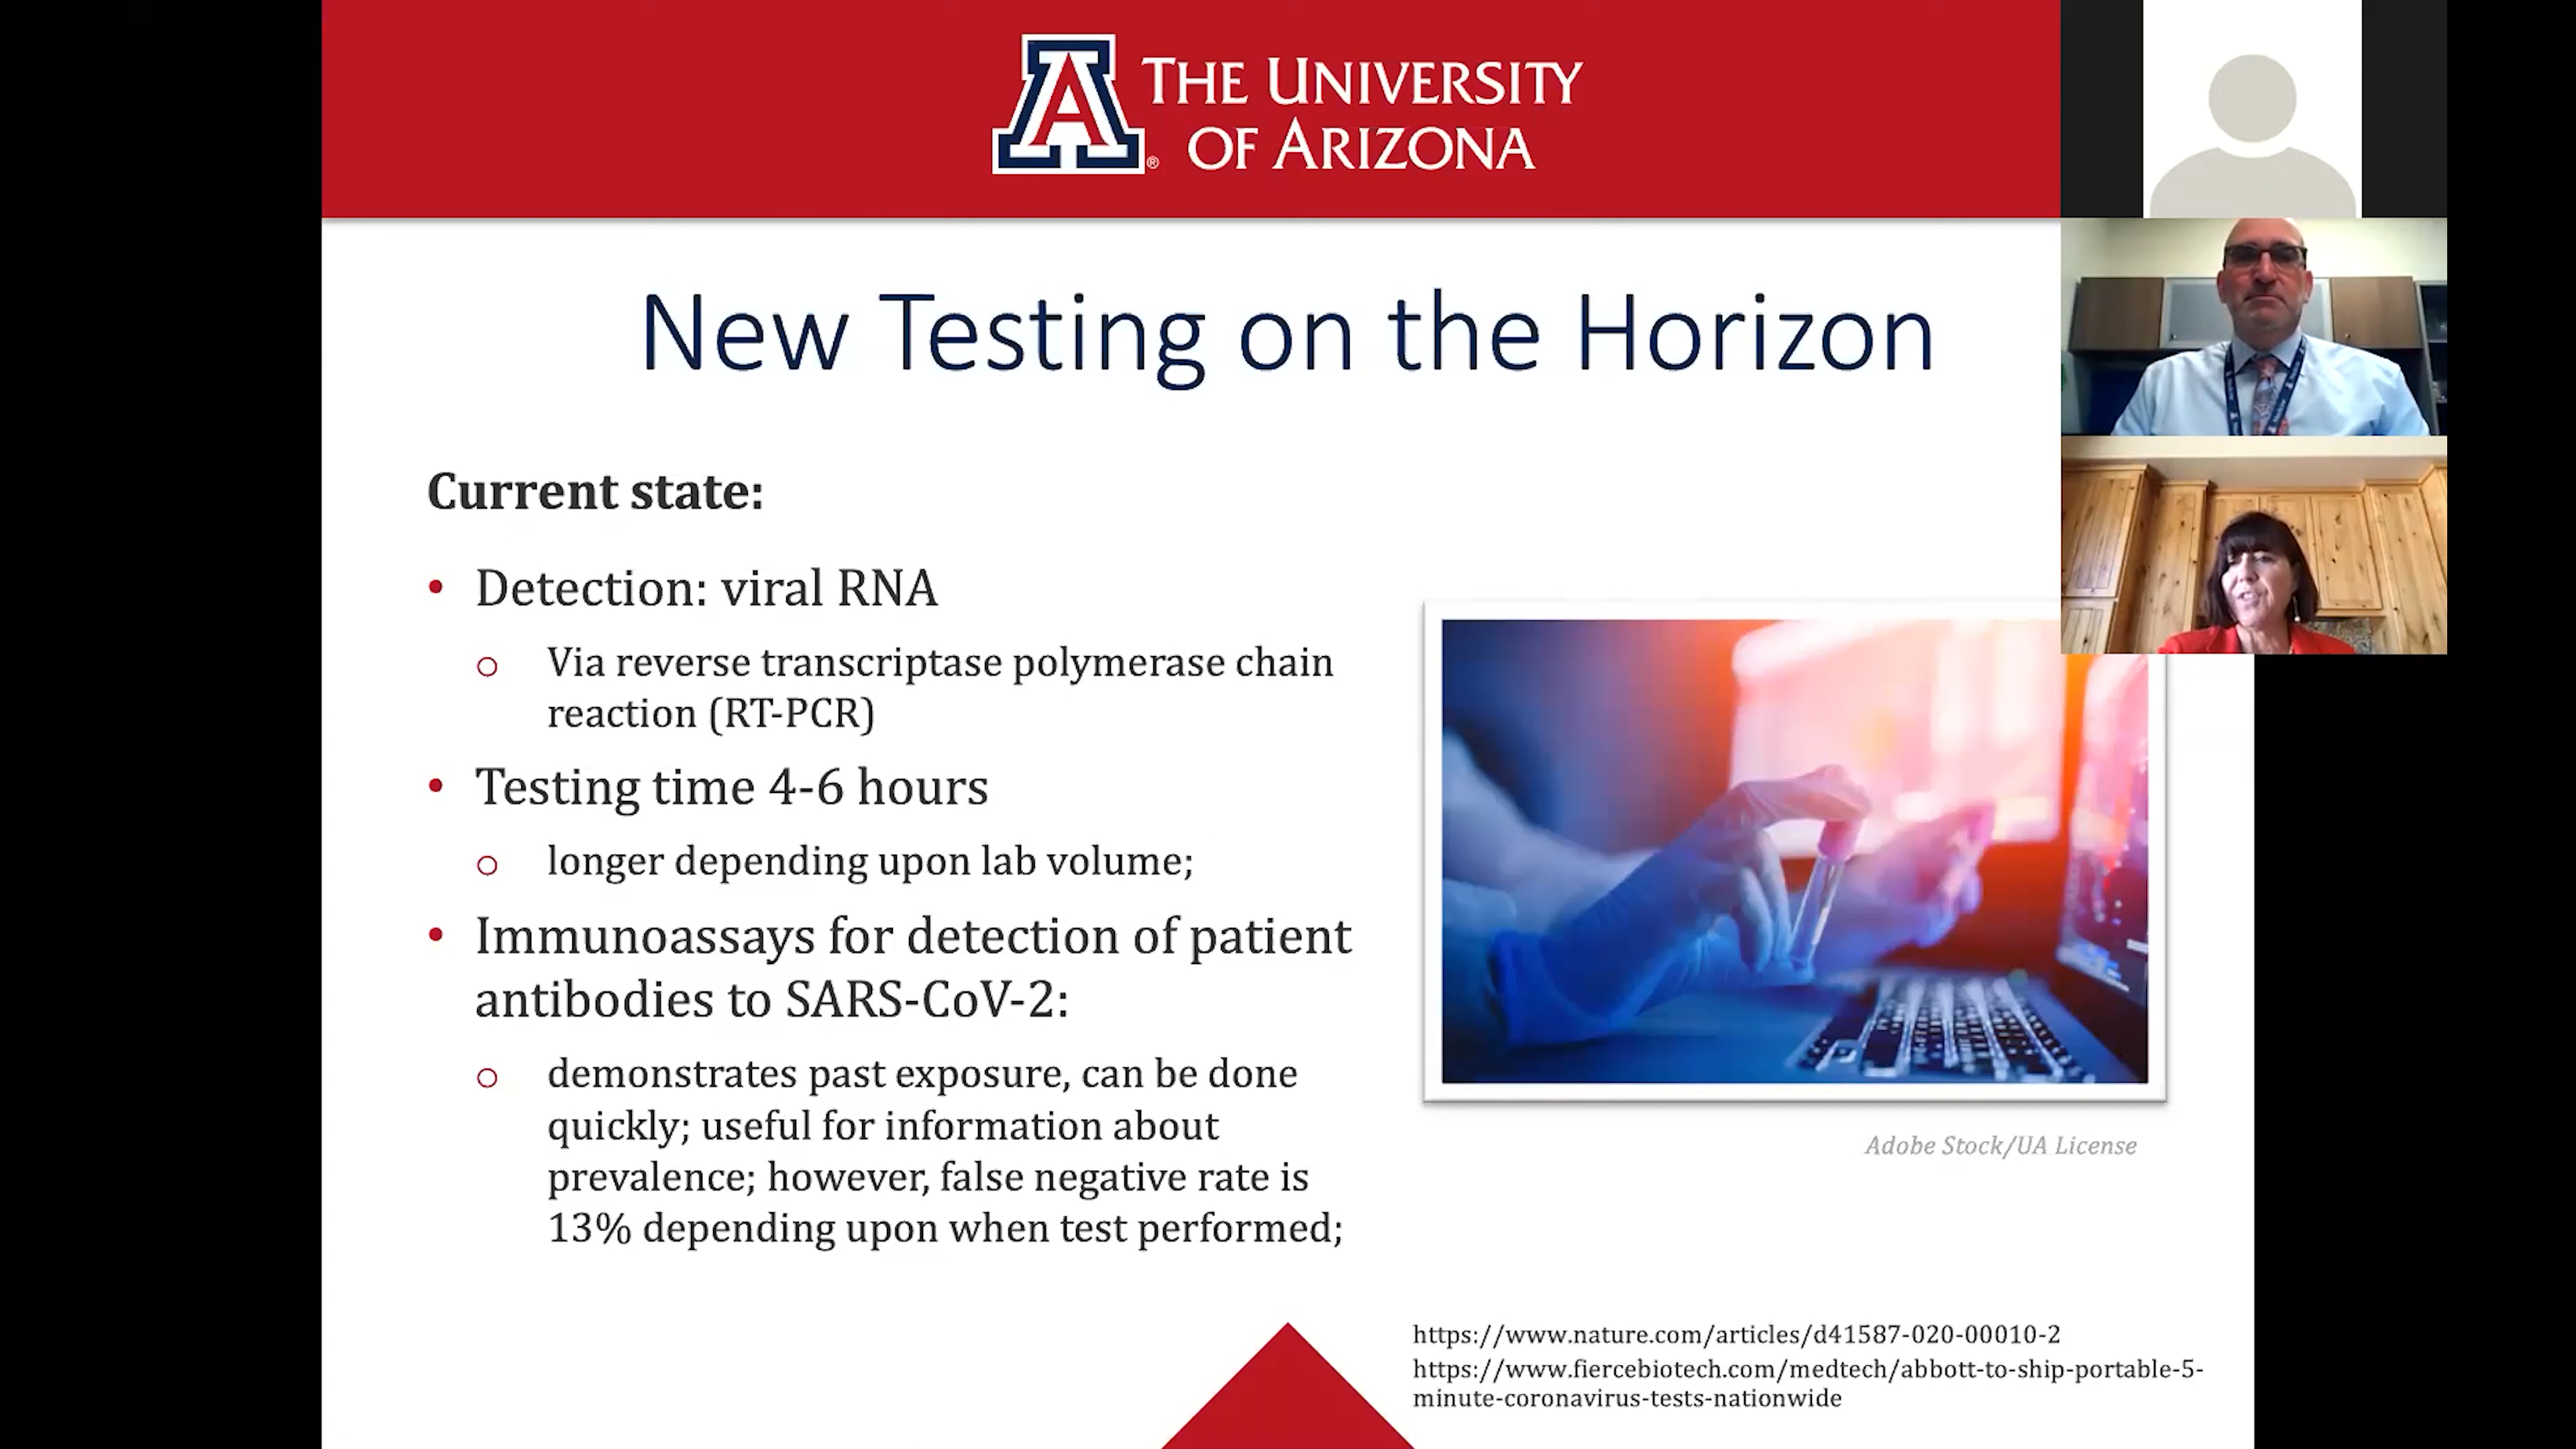 THE UNIVERSITY
OF ARIZONA
A
®
New Testing on the Horizon
Current state:
• Detection: viral RNA
o Via reverse transcriptase polymerase chain
reaction (RT-PCR)
• Testing time 4-6 hours
o longer depending upon lab volume;
• Immunoassays for detection of patient
antibodies to SARS-CoV-2:
o demonstrates past exposure, can be done
quickly; useful for information about
prevalence; however, false negative rate is
13% depending upon when test performed;
Adobe Stock/UA License
https://www.nature.com/articles/d41587-020-00010-2
https://www.fiercebiotech.com/medtech/abbott-to-ship-portable-5-
minute-coronavirus-tests-nationwide